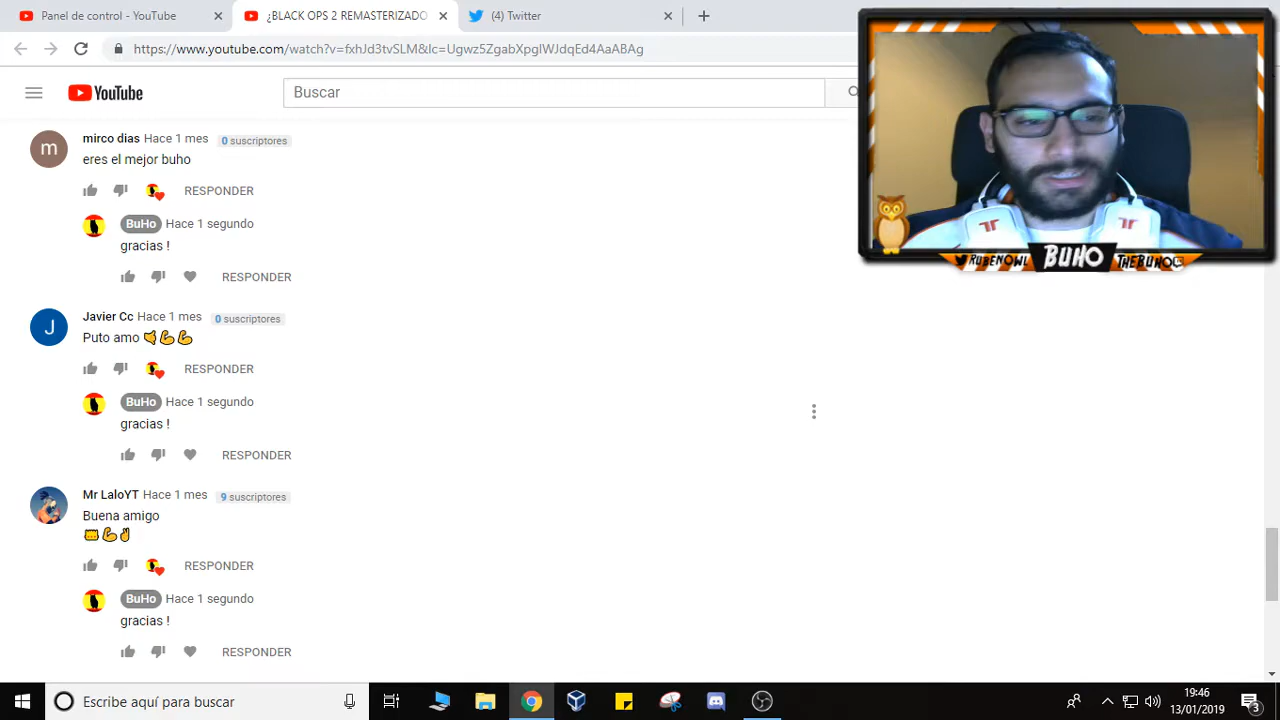 Panel de control - YouTube
¿BLACK OPS 2 REMASTERIZADO
(4) Twitter
https://www.youtube.com/watch?v=fxhJd3tvSLM&lc=Ugwz5ZgabXpgIWJdqEd4AaABAg
YouTube
Buscar
mirco dias Hace 1 mes 0 suscriptores
m
eres el mejor buho
RESPONDER
BuHo Hace 1 segundo
gracias !
RESPONDER
Javier Cc Hace 1 mes 0 suscriptores
J
Puto amo
RESPONDER
BuHo Hace 1 segundo
gracias !
RESPONDER
Mr LaloYT Hace 1 mes 9 suscriptores
Buena amigo
RESPONDER
BuHo Hace 1 segundo
gracias !
RESPONDER
RUBENOWL BUHO THEBUHO
Escribe aquí para buscar
19:46
13/01/2019
3